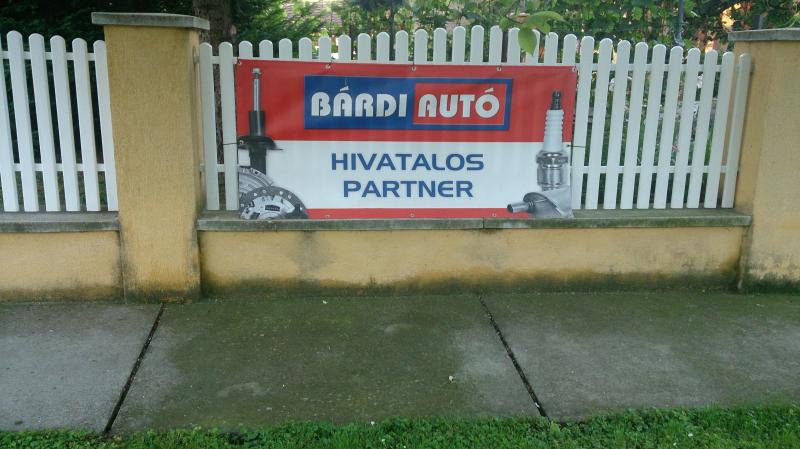 BÁRDI AUTÓ
HIVATALOS
PARTNER